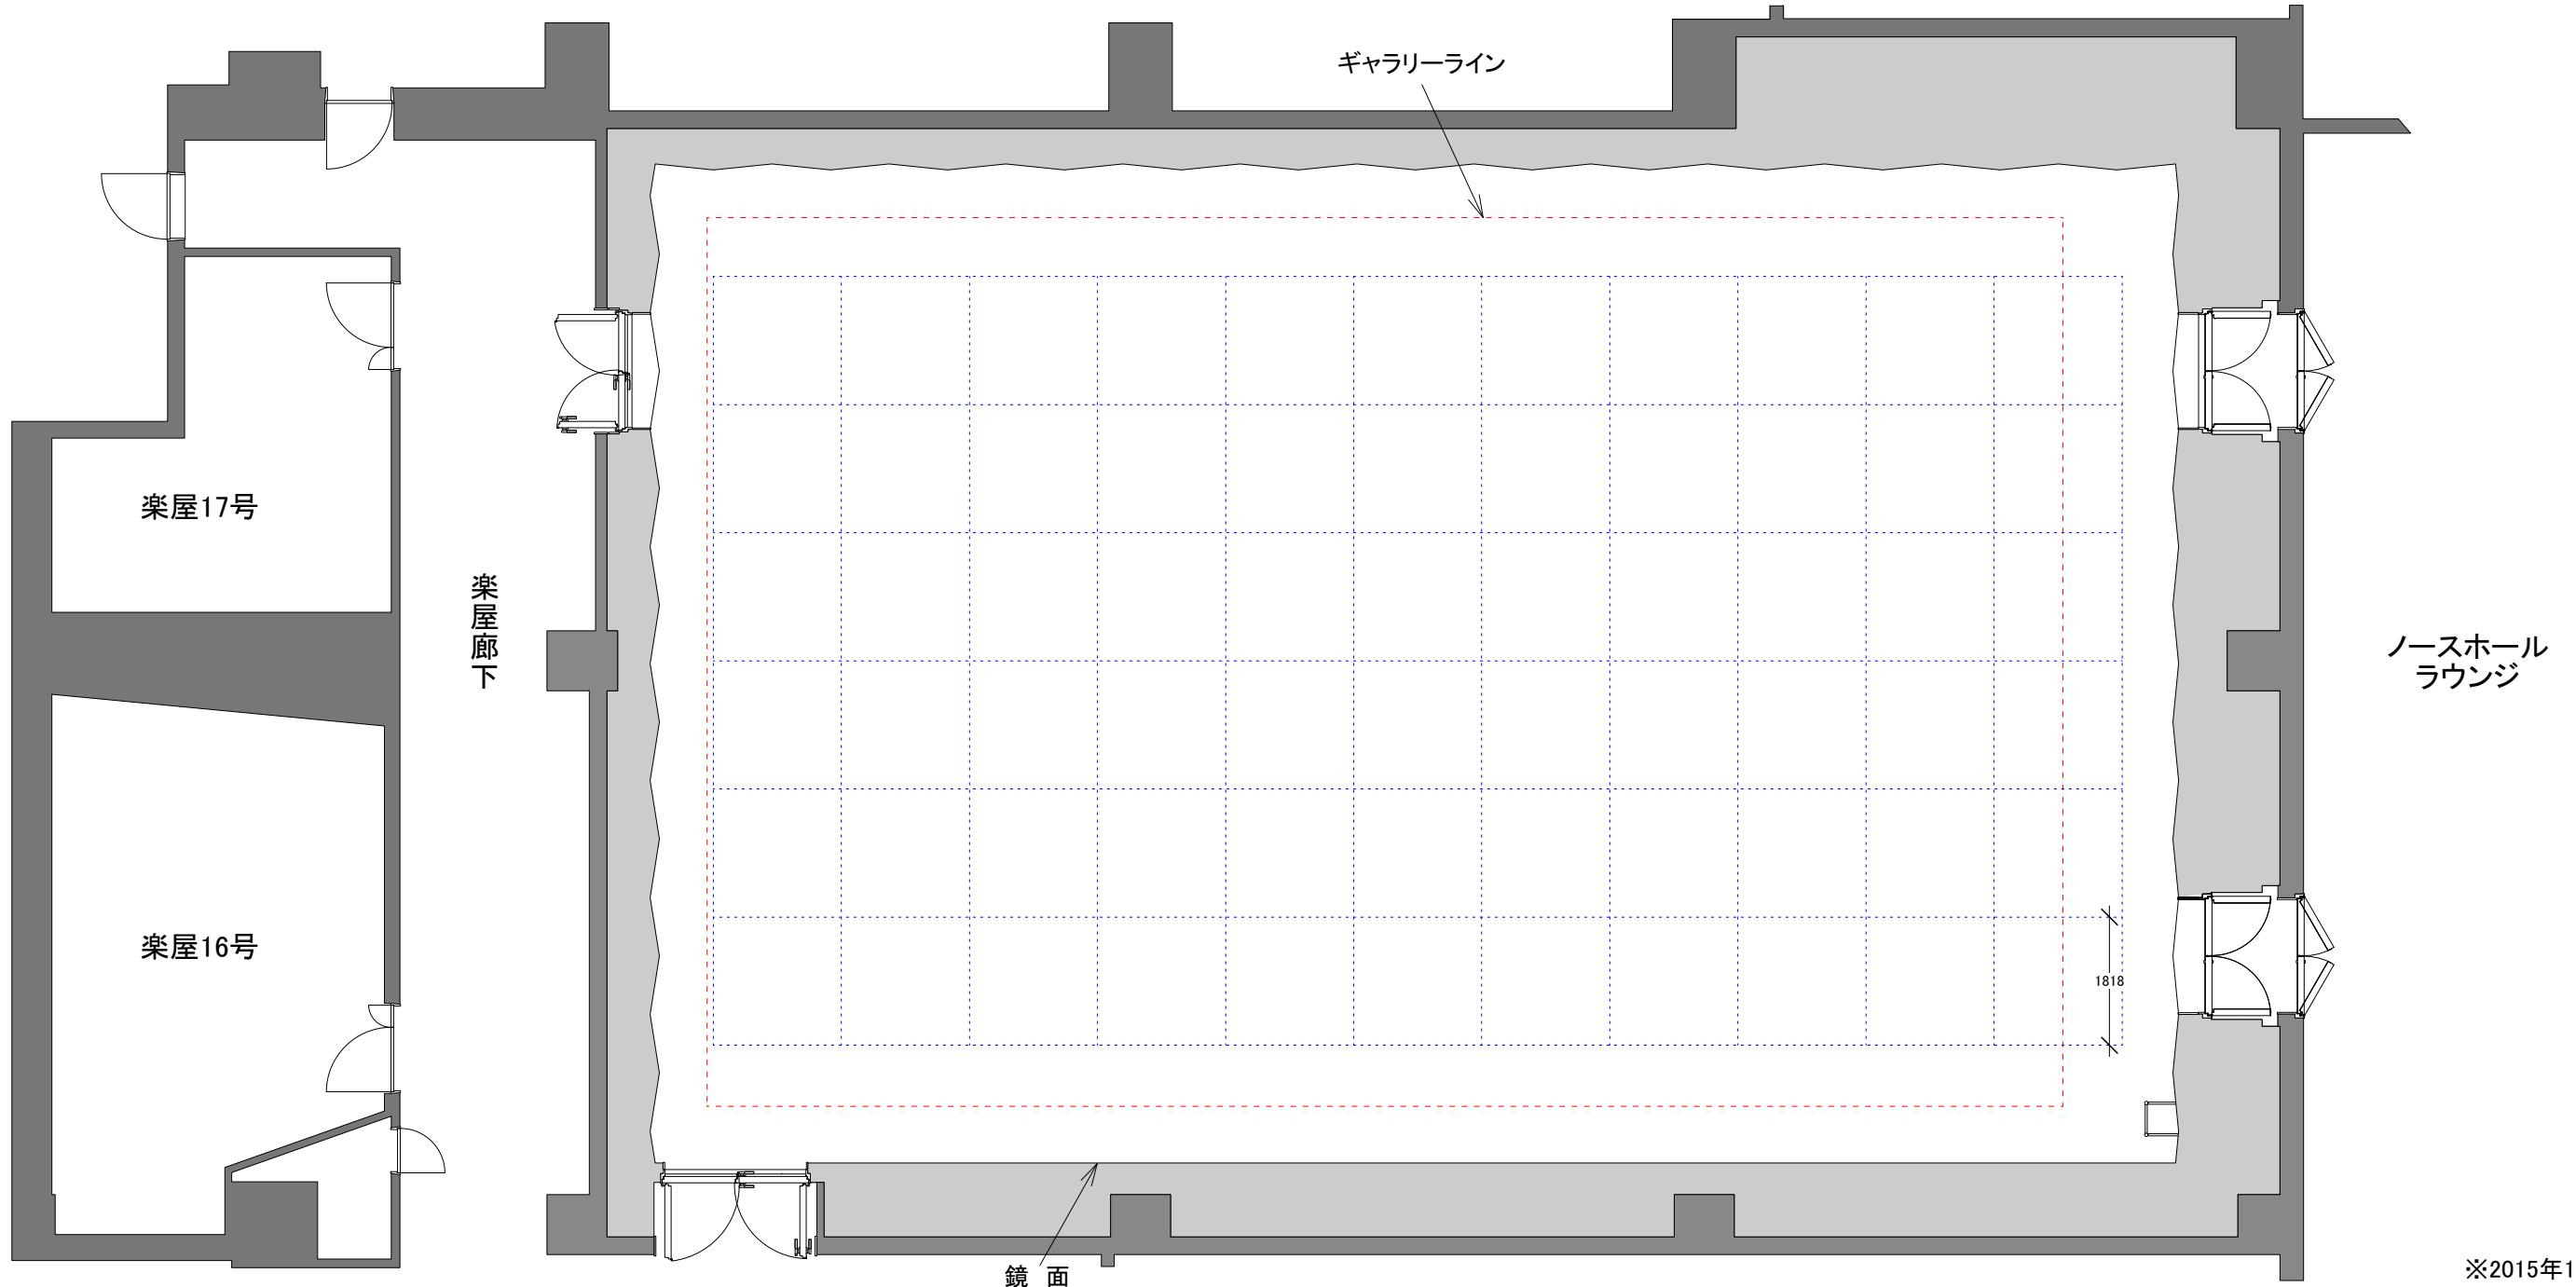 ギャラリーライン
楽屋17号
楽屋廊下
ノースホール
ラウンジ
楽屋16号
1818
鏡 面
※2015年1